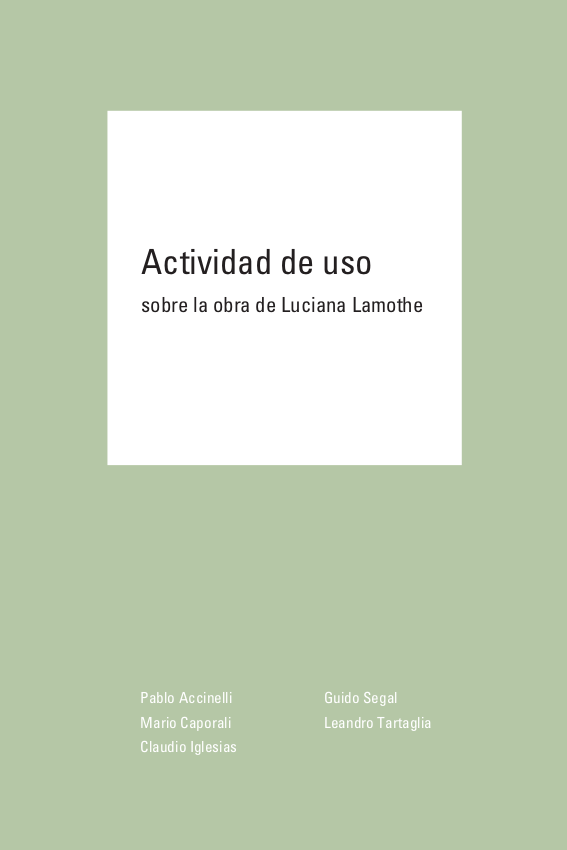 Actividad de uso
sobre la obra de Luciana Lamothe
Pablo Accinelli
Mario Caporali
Claudio Iglesias
Guido Segal
Leandro Tartaglia